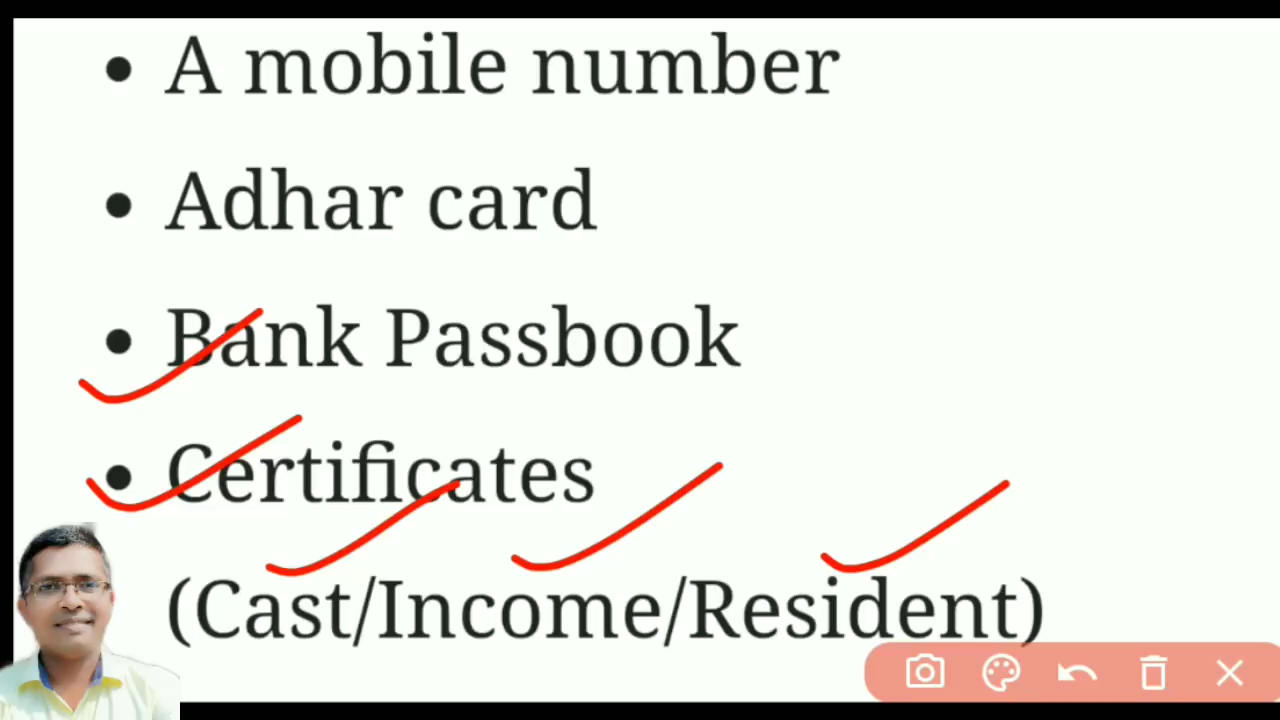 • A mobile number
• Adhar card
• Bank Passbook
• Certificates
(Cast/Income/Resident)